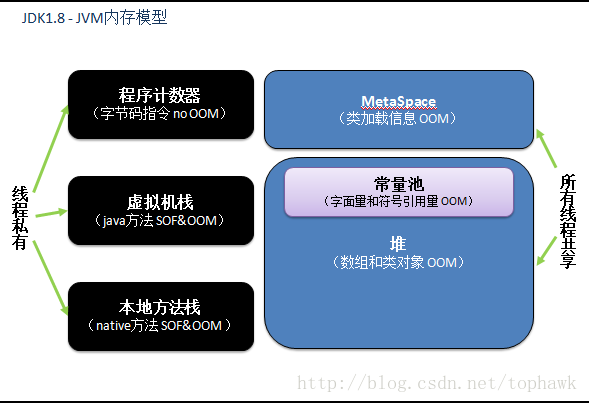 JDK1.8 - JVM内存模型
程序计数器
（字节码指令 no OOM）
MetaSpace
（类加载信息 OOM）
线程私有
虚拟机栈
（java方法 SOF&OOM）
常量池
（字面量和符号引用量 OOM）
堆
（数组和类对象 OOM）
所有线程共享
本地方法栈
（native方法 SOF&OOM ）
http://blog.csdn.net/tophawk